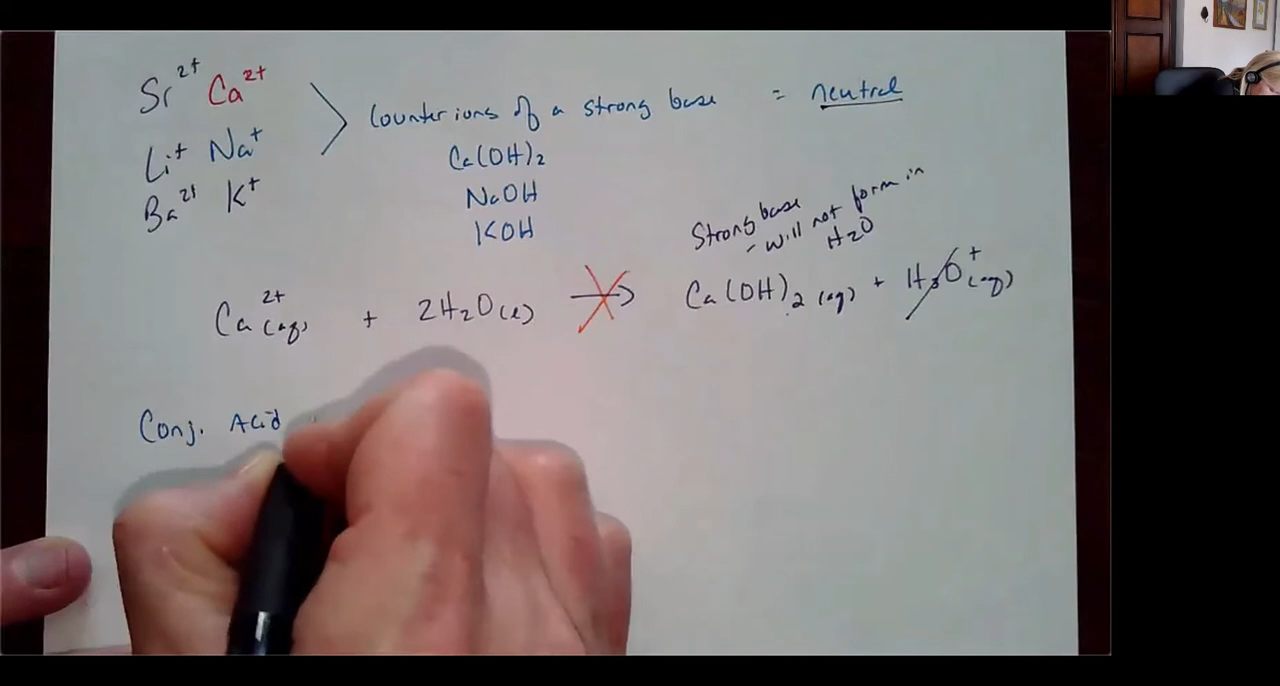 Sr²⁺ Ca²⁺
Li⁺ Na⁺
Ba²⁺ K⁺
Counter ions of a strong base = neutral
Ca(OH)₂
NaOH
KOH
Strong base
- will not form in
H₂O
Ca²⁺(aq) + 2H₂O(l) → Ca(OH)₂(aq) + H₃O⁺(aq)
Conj. Acid